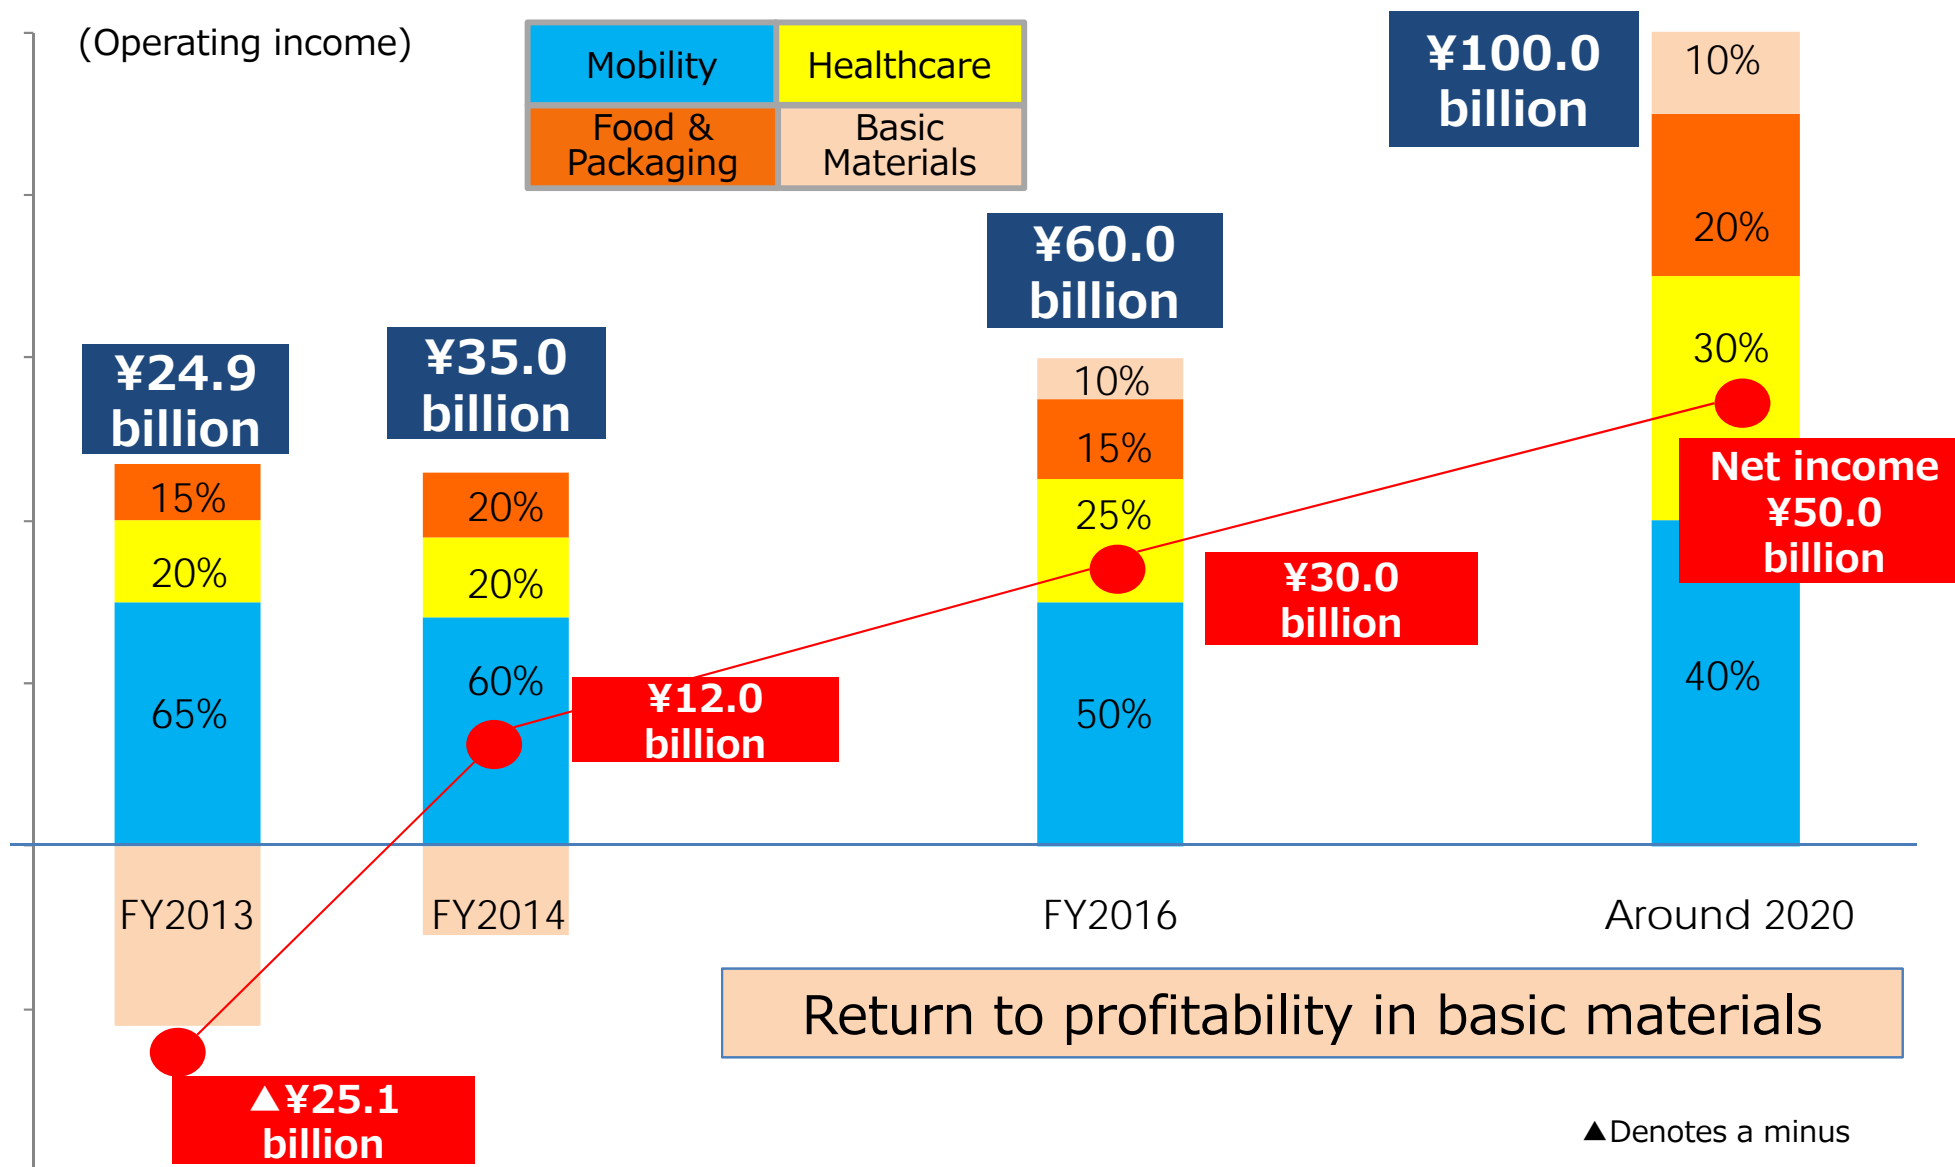 (Operating income)
Mobility
Healthcare
Food &
Packaging
Basic
Materials
¥24.9
billion
15%
20%
65%
FY2013
▲¥25.1
billion
¥35.0
billion
20%
20%
60%
FY2014
¥12.0
billion
¥60.0
billion
10%
15%
25%
50%
FY2016
¥30.0
billion
¥100.0
billion
10%
20%
30%
40%
Around 2020
Net income
¥50.0
billion
Return to profitability in basic materials
▲Denotes a minus